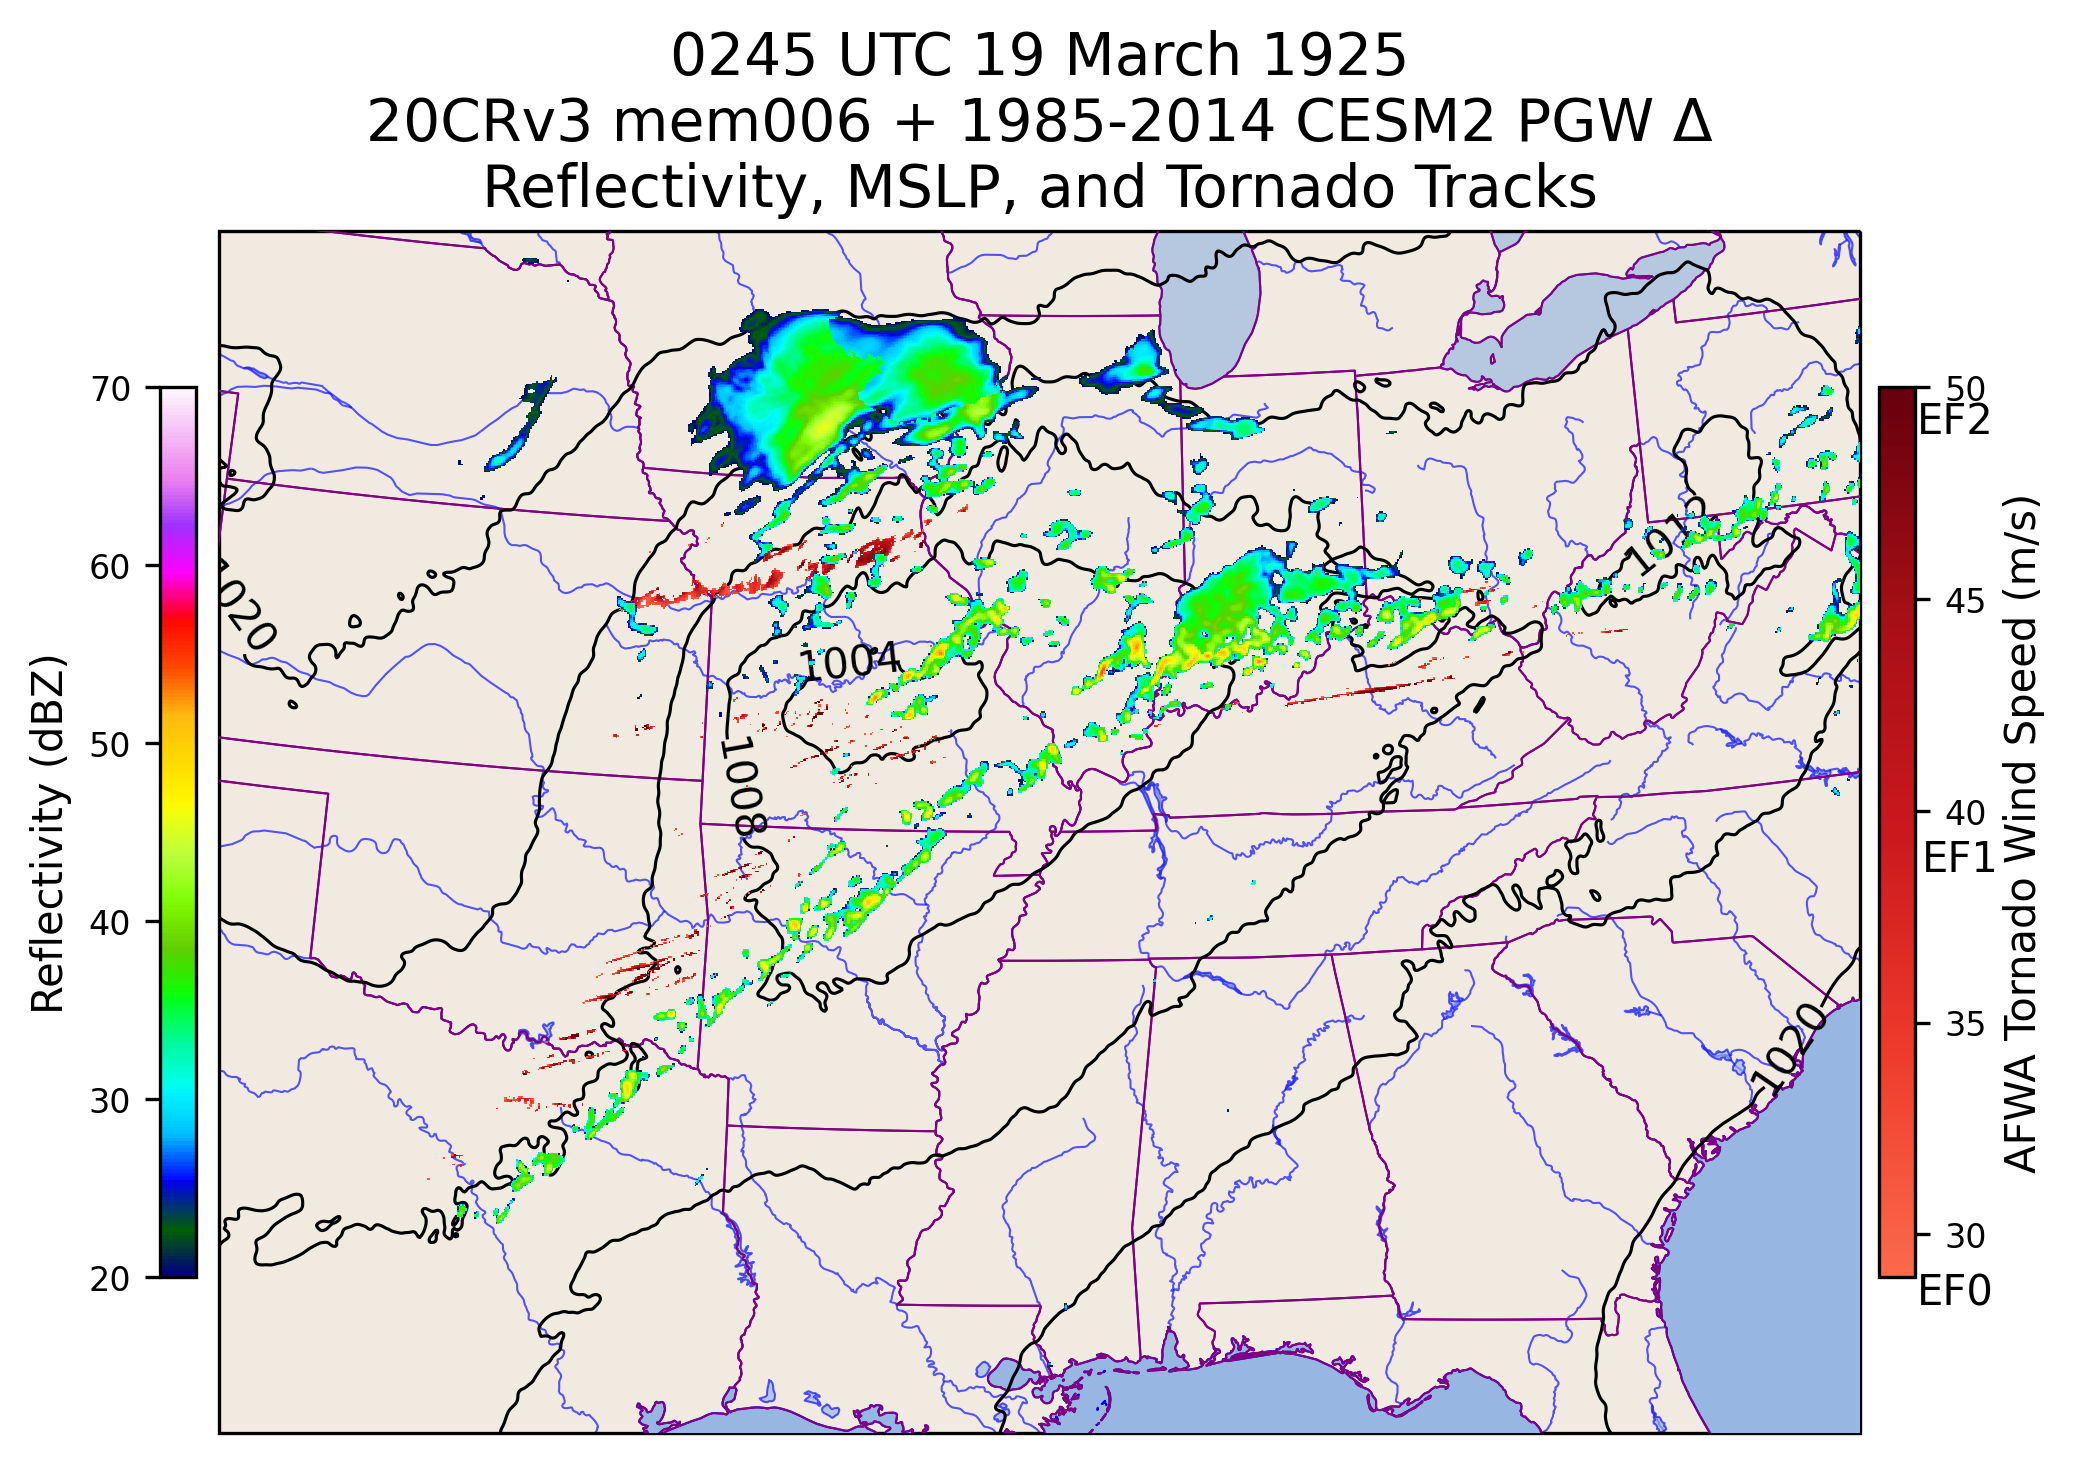 0245 UTC 19 March 1925
20CRv3 mem006 + 1985-2014 CESM2 PGW Δ
Reflectivity, MSLP, and Tornado Tracks
Reflectivity (dBZ)
70
60
50
40
30
20
1020
1004
1008
1012
1020
50
EF2
45
40
EF1
35
30
EF0
AFWA Tornado Wind Speed (m/s)